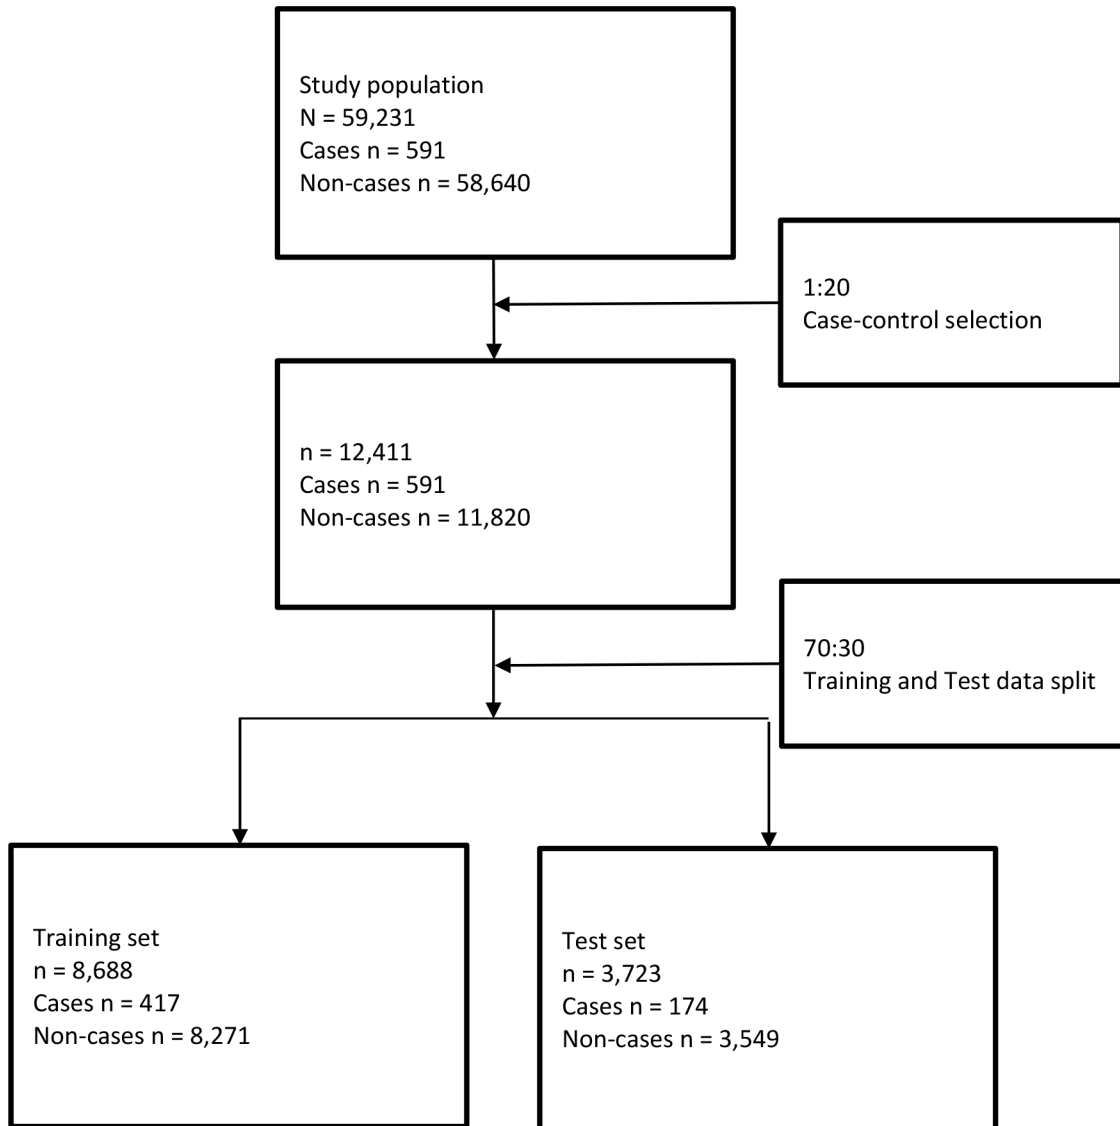 Study population
N = 59,231
Cases n = 591
Non-cases n = 58,640
1:20
Case-control selection
n = 12,411
Cases n = 591
Non-cases n = 11,820
70:30
Training and Test data split
Training set
n = 8,688
Cases n = 417
Non-cases n = 8,271
Test set
n = 3,723
Cases n = 174
Non-cases n = 3,549